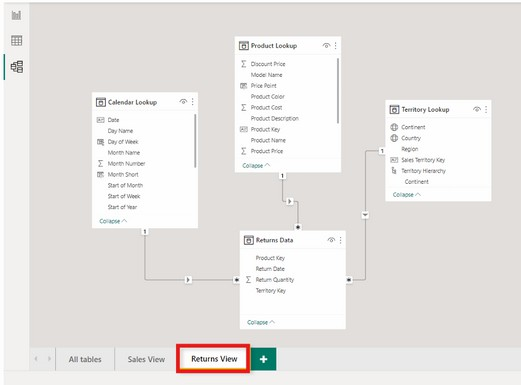 Product Lookup
Discount Price
Model Name
Price Point
Product Color
Product Cost
Product Description
Product Key
Product Name
Product Price
Collapse
Calendar Lookup
Date
Day Name
Day of Week
Month Name
Month Number
Month Short
Start of Month
Start of Week
Start of Year
Collapse
Territory Lookup
Continent
Country
Region
Sales Territory Key
Territory Hierarchy
Continent
Collapse
1
1
1
Returns Data
Product Key
Return Date
Return Quantity
Territory Key
Collapse
All tables
Sales View
Returns View